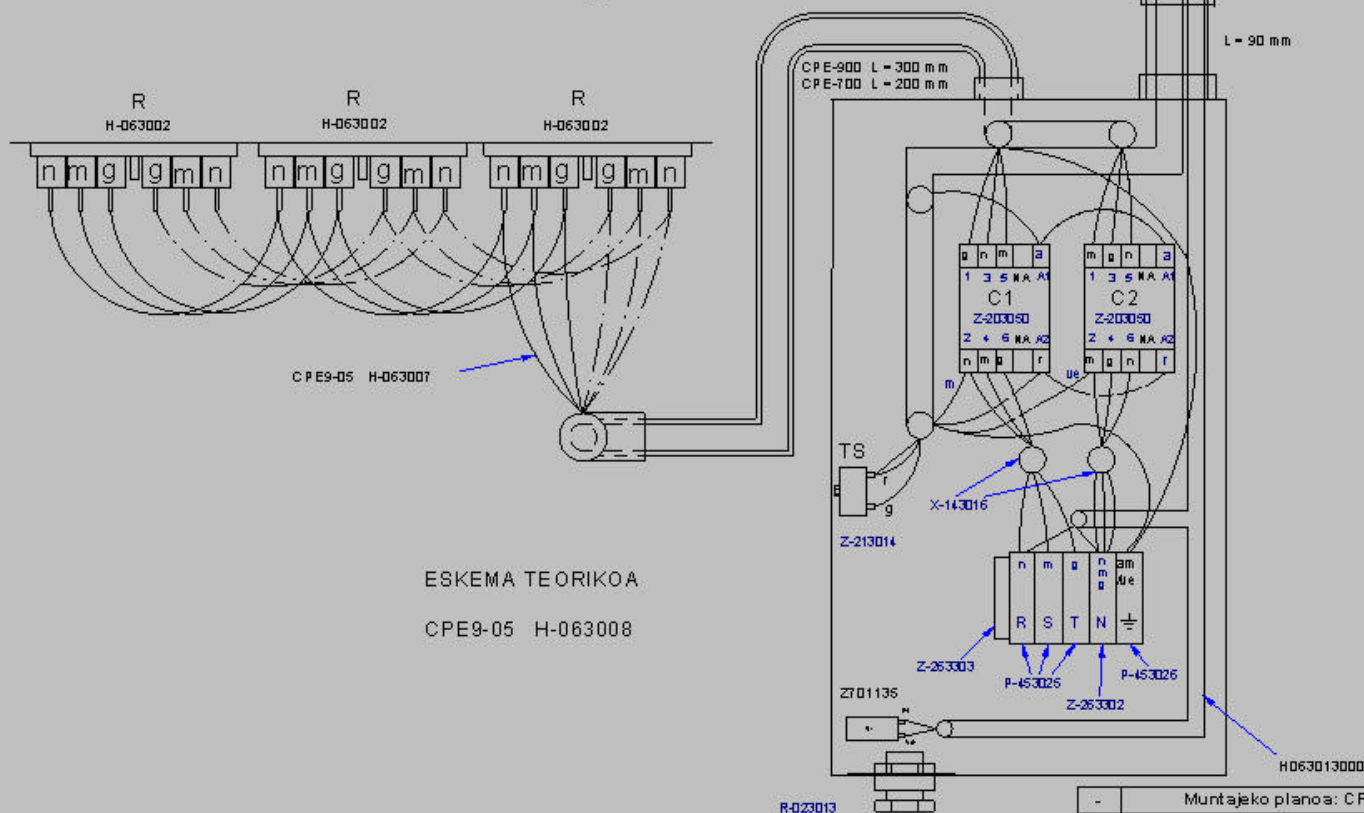 L = 90 mm
CPE-900 L = 300 mm
CPE-700 L = 200 mm
R R R
H-063002 H-063002 H-063002
n m g g m n n m g g m n n m g g m n
g n m a m g n a
1 3 5 NA A1 1 3 5 NA A1
C1 C2
Z-203050 Z-203050
2 4 6 NA A2 2 4 6 NA A2
n m g r m g n r
m ue
CPE9-05 H-063007
TS
r
g
X-143016
Z-213014
ESKEMA TEORIKOA
CPE9-05 H-063008
n m g n m g am
R S T N
Z-263303
P-453025
P-453026
Z-263302
Z701135
H063013000
R-023013
- Muntajeko planoa: CP